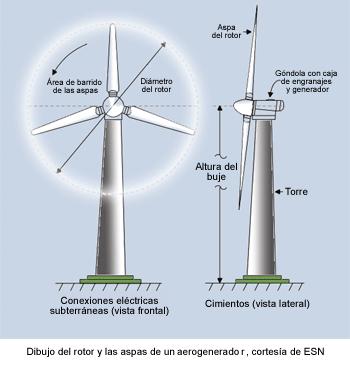 Aspa
del rotor
Área de barrido
de las aspas
Diámetro
del rotor
Góndola con caja
de engranajes
y generador
Altura del
buje
Torre
Conexiones eléctricas
subterráneas (vista frontal)
Cimientos (vista lateral)
Dibujo del rotor y las aspas de un aerogenerador, cortesía de ESN